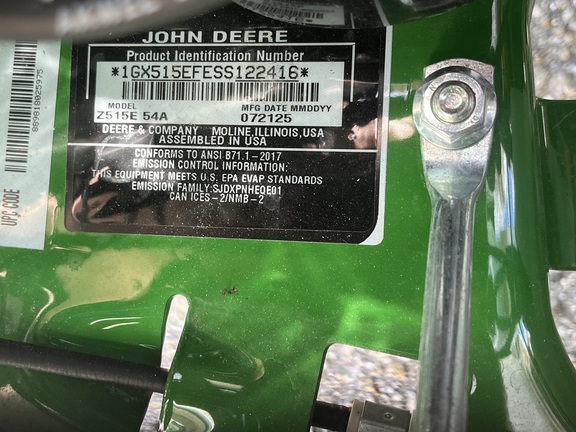 JOHN DEERE
Product Identification Number
*1GX515EFESS122416*
MODEL MFG DATE MMDDYY
Z515E 54A 072125
DEERE & COMPANY MOLINE, ILLINOIS, USA
ASSEMBLED IN USA
CONFORMS TO ANSI B71.1-2017
EMISSION CONTROL INFORMATION:
THIS EQUIPMENT MEETS U.S. EPA EVAP STANDARDS
EMISSION FAMILY:SJDXPNHEQE01
CAN ICES-2/NMB-2
UPC CODE